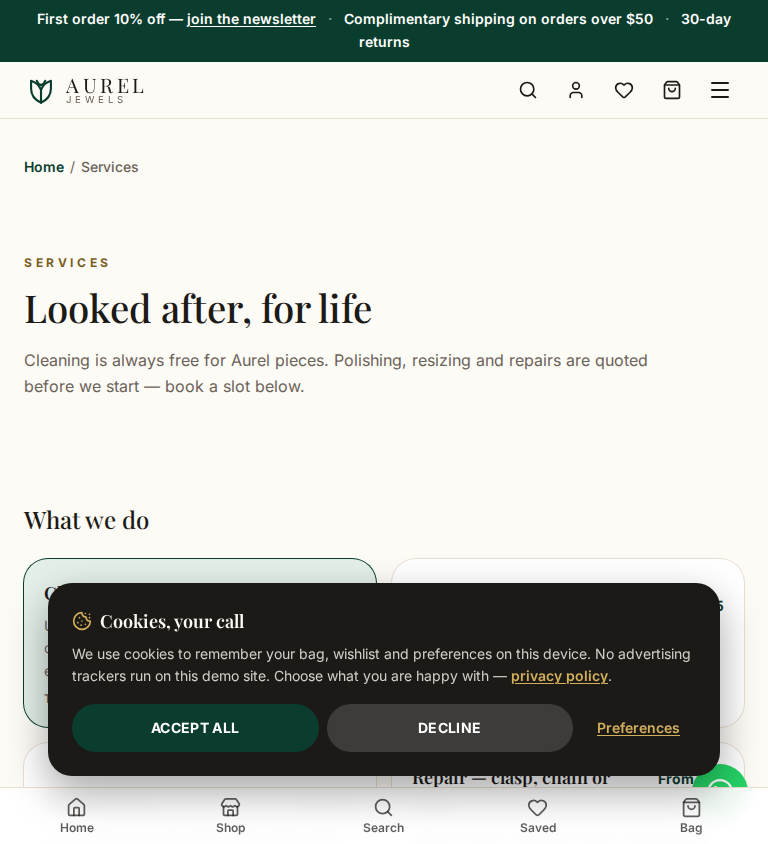 First order 10% off — join the newsletter · Complimentary shipping on orders over $50 · 30-day
returns
AUREL
JEWELS
Home / Services
SERVICES
Looked after, for life
Cleaning is always free for Aurel pieces. Polishing, resizing and repairs are quoted
before we start — book a slot below.
What we do
Cookies, your call
We use cookies to remember your bag, wishlist and preferences on this device. No advertising
trackers run on this demo site. Choose what you are happy with — privacy policy.
ACCEPT ALL
DECLINE
Preferences
Repair — clasp, chain or
From
Home
Shop
Search
Saved
Bag